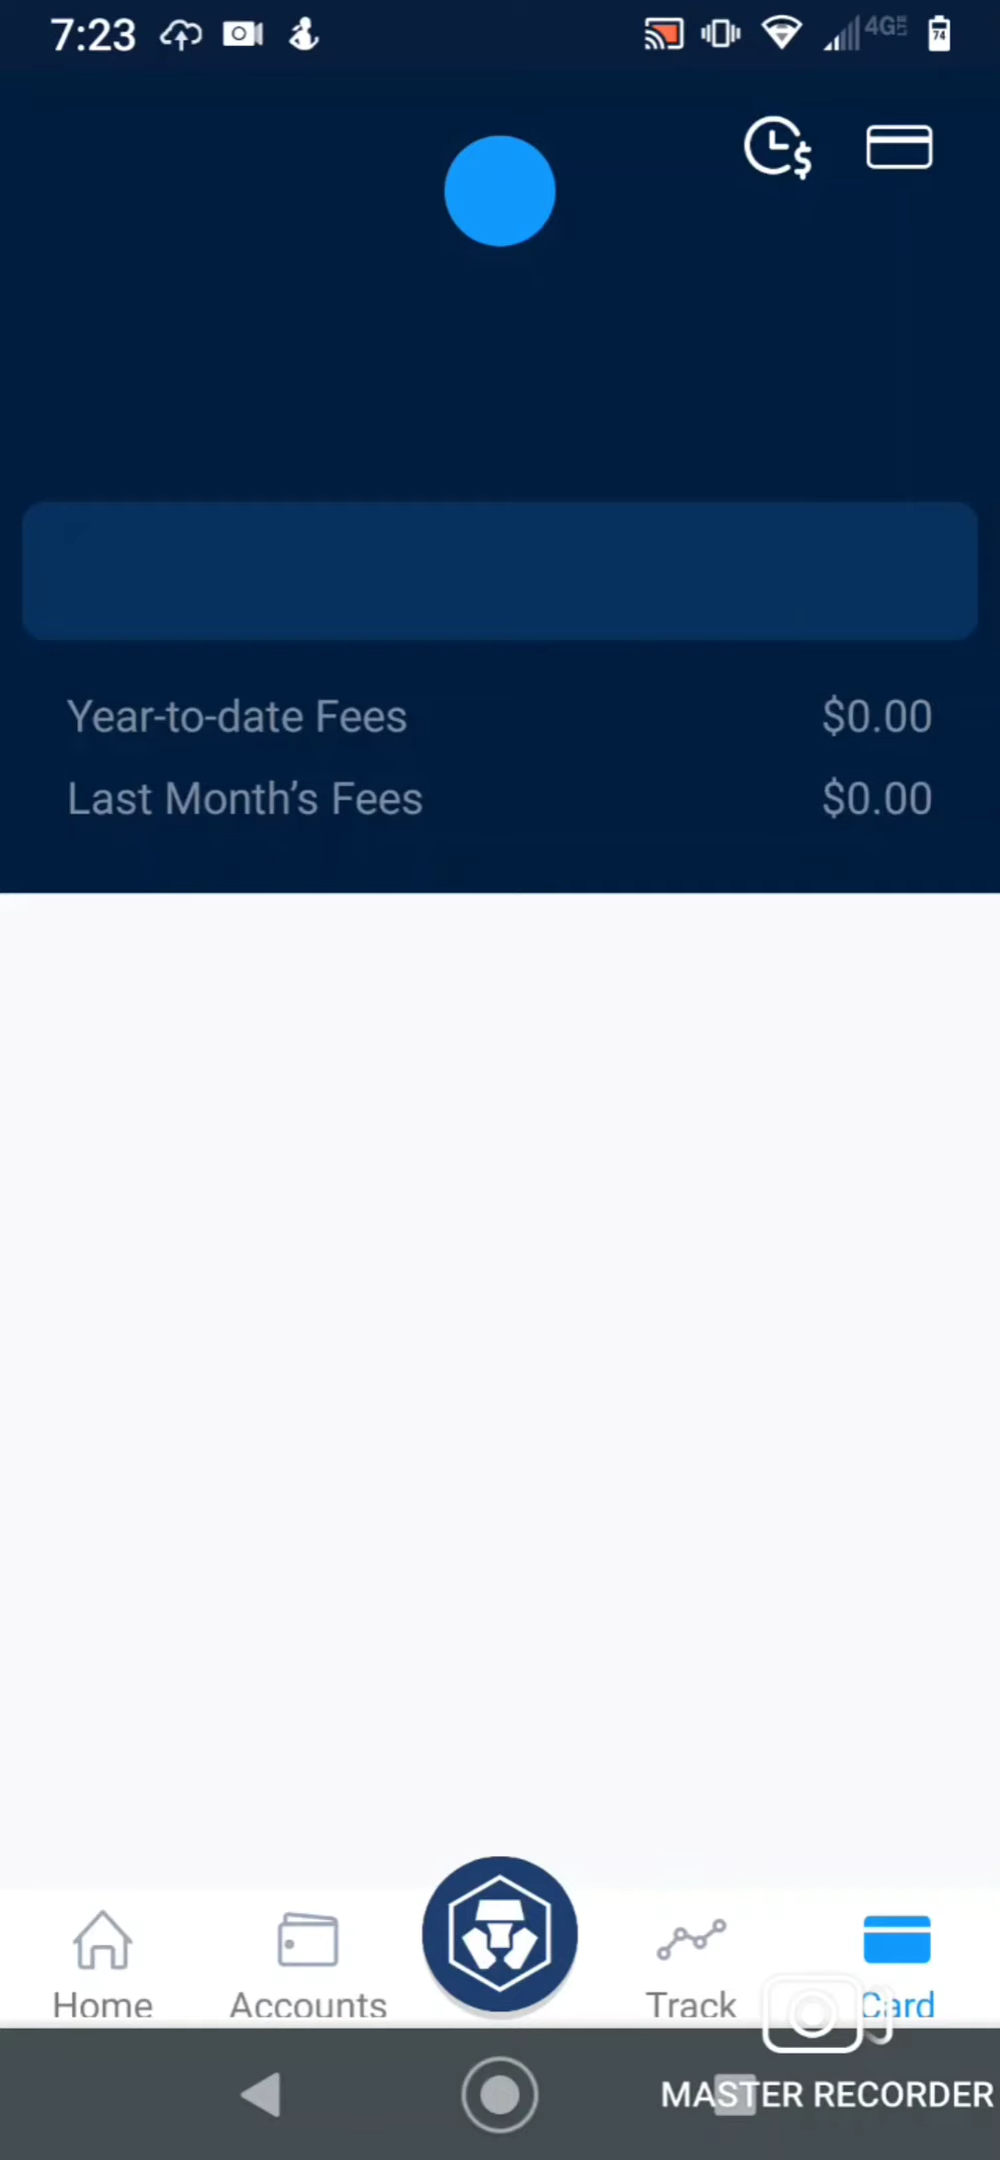 7:23
4G
74
$
Year-to-date Fees $0.00
Last Month's Fees $0.00
Home
Accounts
Track
Card
MASTER RECORDER